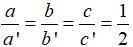 a/a' = b/b' = c/c' = 1/2